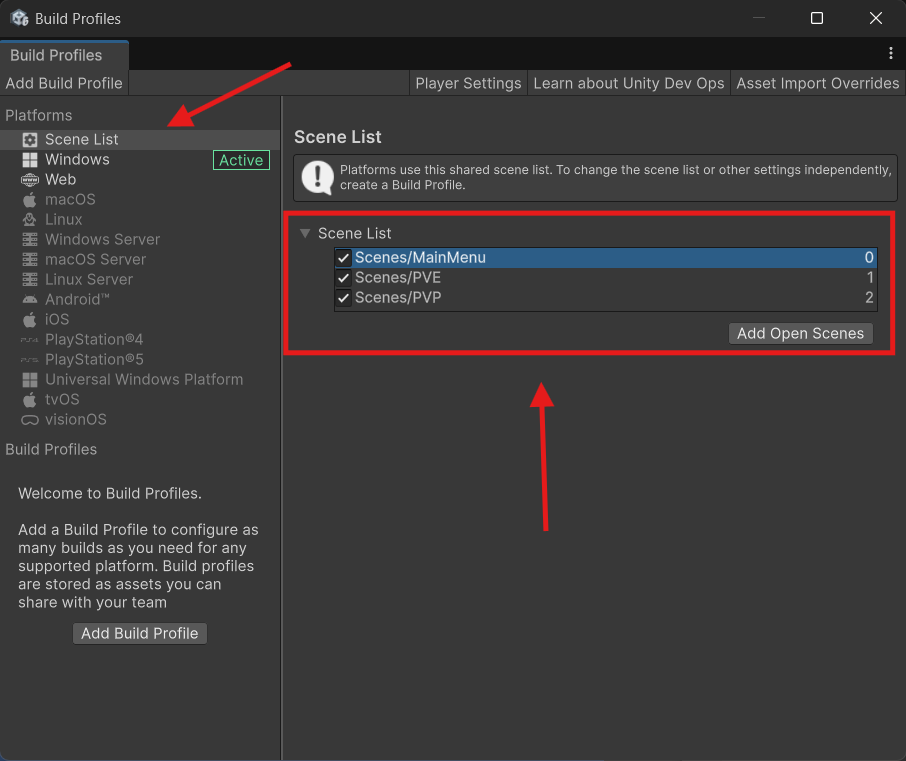 Build Profiles
Build Profiles
Add Build Profile
Player Settings
Learn about Unity Dev Ops
Asset Import Overrides
Platforms
Scene List
Windows
Active
Web
macOS
Linux
Windows Server
macOS Server
Linux Server
Android™
iOS
PlayStation®4
PlayStation®5
Universal Windows Platform
tvOS
visionOS
Build Profiles
Welcome to Build Profiles.
Add a Build Profile to configure as
many builds as you need for any
supported platform. Build profiles
are stored as assets you can
share with your team
Add Build Profile
Scene List
Platforms use this shared scene list. To change the scene list or other settings independently,
create a Build Profile.
Scene List
Scenes/MainMenu 0
Scenes/PVE 1
Scenes/PVP 2
Add Open Scenes